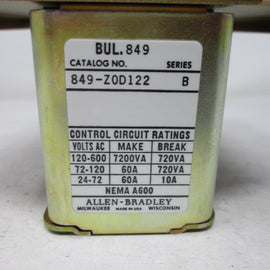 BUL. 849
CATALOG NO. SERIES
849-ZOD122 B
CONTROL CIRCUIT RATINGS
VOLTS AC MAKE BREAK
120-600 7200VA 720VA
72-120 60A 720VA
24-72 60A 10A
NEMA A600
ALLEN-BRADLEY
MILWAUKEE MADE IN USA WISCONSIN